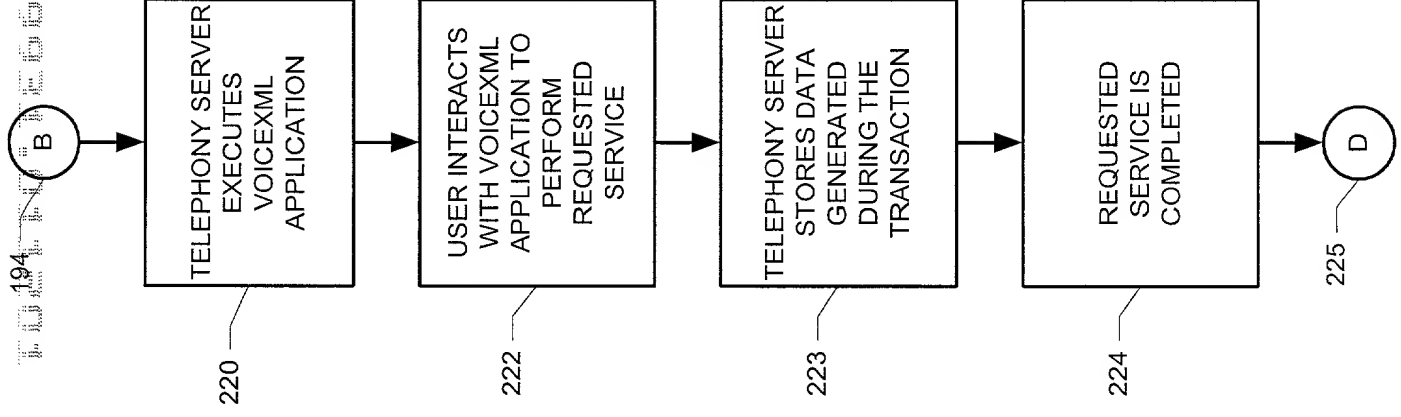 194
B
TELEPHONY SERVER
EXECUTES
VOICEXML
APPLICATION
220
USER INTERACTS
WITH VOICEXML
APPLICATION TO
PERFORM
REQUESTED
SERVICE
222
TELEPHONY SERVER
STORES DATA
GENERATED
DURING THE
TRANSACTION
223
REQUESTED
SERVICE IS
COMPLETED
224
D
225